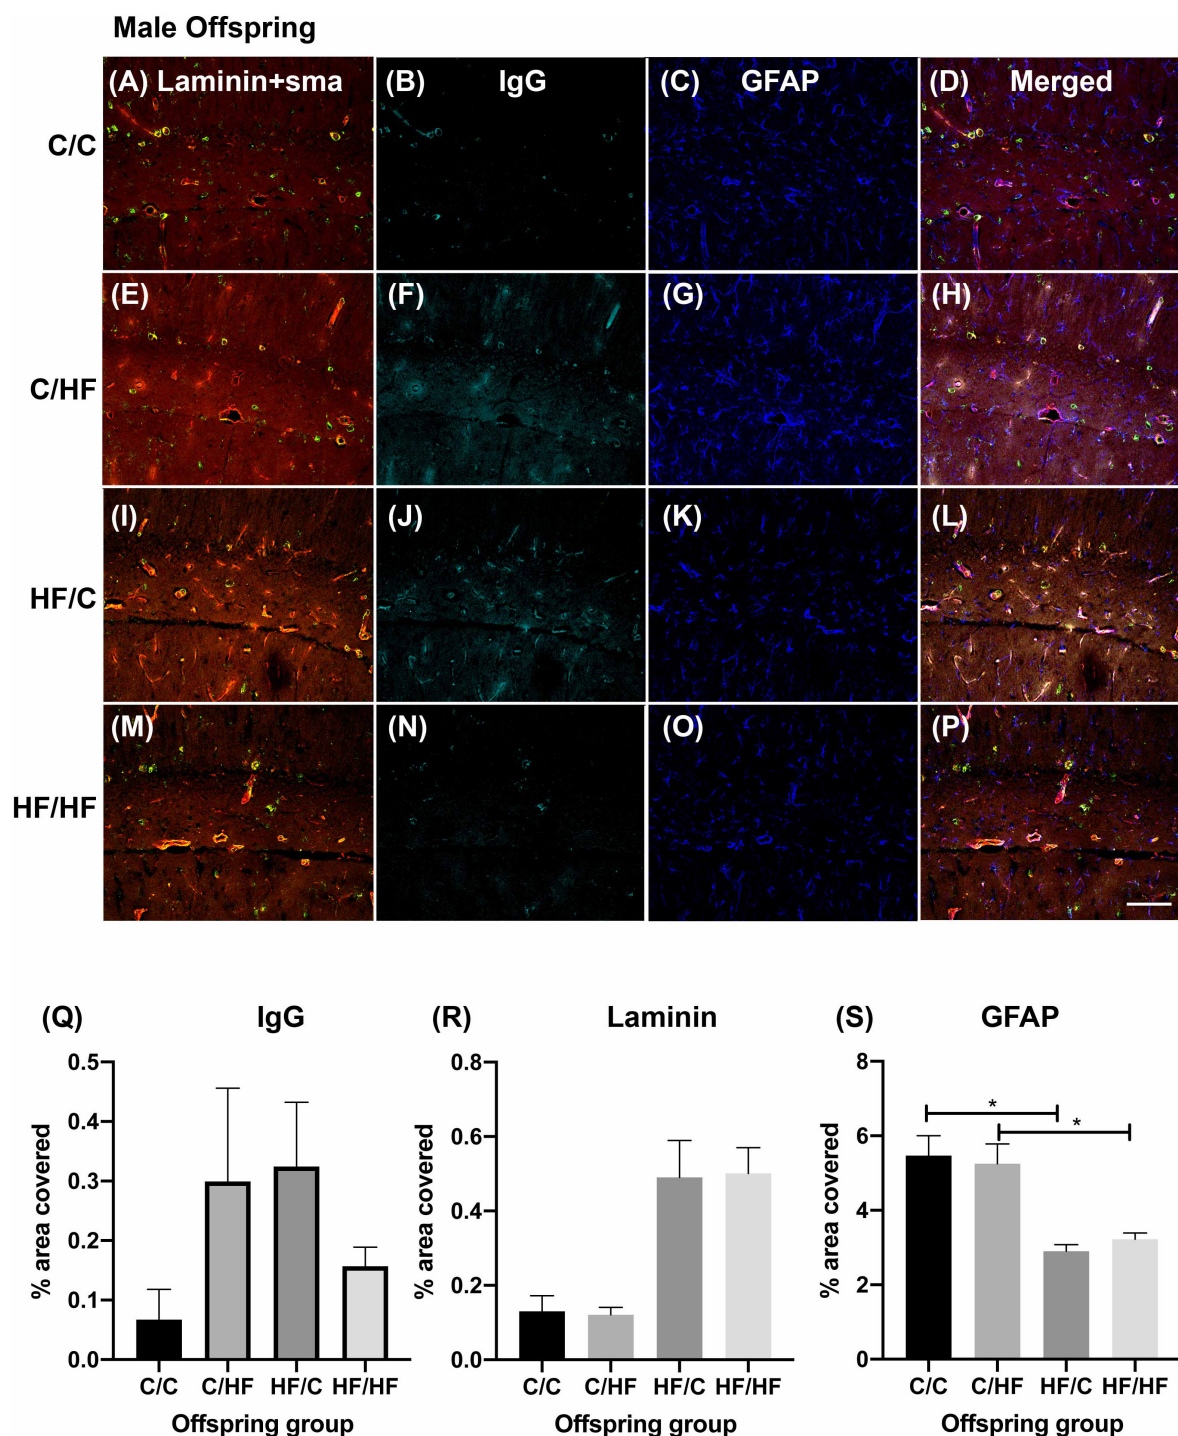 Male Offspring
(A) Laminin+sma
(B) IgG
(C) GFAP
(D) Merged
C/C
(E)
(F)
(G)
(H)
C/HF
(I)
(J)
(K)
(L)
HF/C
(M)
(N)
(O)
(P)
HF/HF
(Q) IgG
% area covered
0.5
0.4
0.3
0.2
0.1
0.0
C/C C/HF HF/C HF/HF
Offspring group
(R) Laminin
% area covered
0.8
0.6
0.4
0.2
0.0
C/C C/HF HF/C HF/HF
Offspring group
(S) GFAP
% area covered
8
6
4
2
0
*
*
C/C C/HF HF/C HF/HF
Offspring group